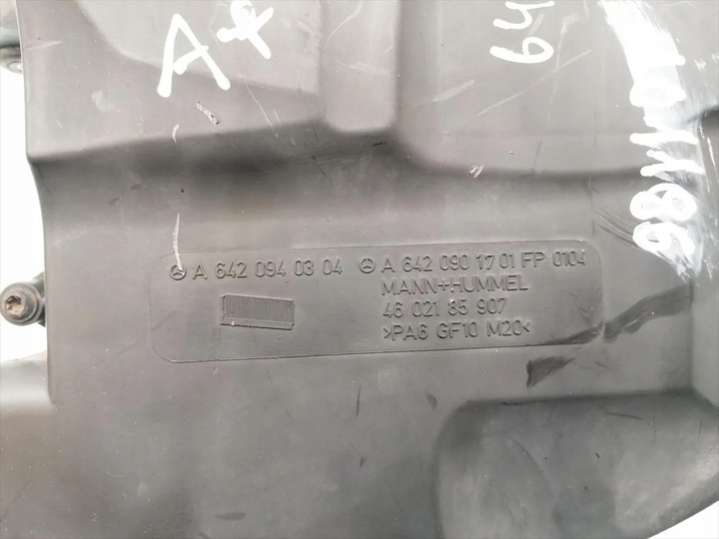 A
64
A 642 094 03 04 A 642 090 17 01 FP 0104
MANN+HUMMEL
46 021 85 907
>PA6 GF10 M20<